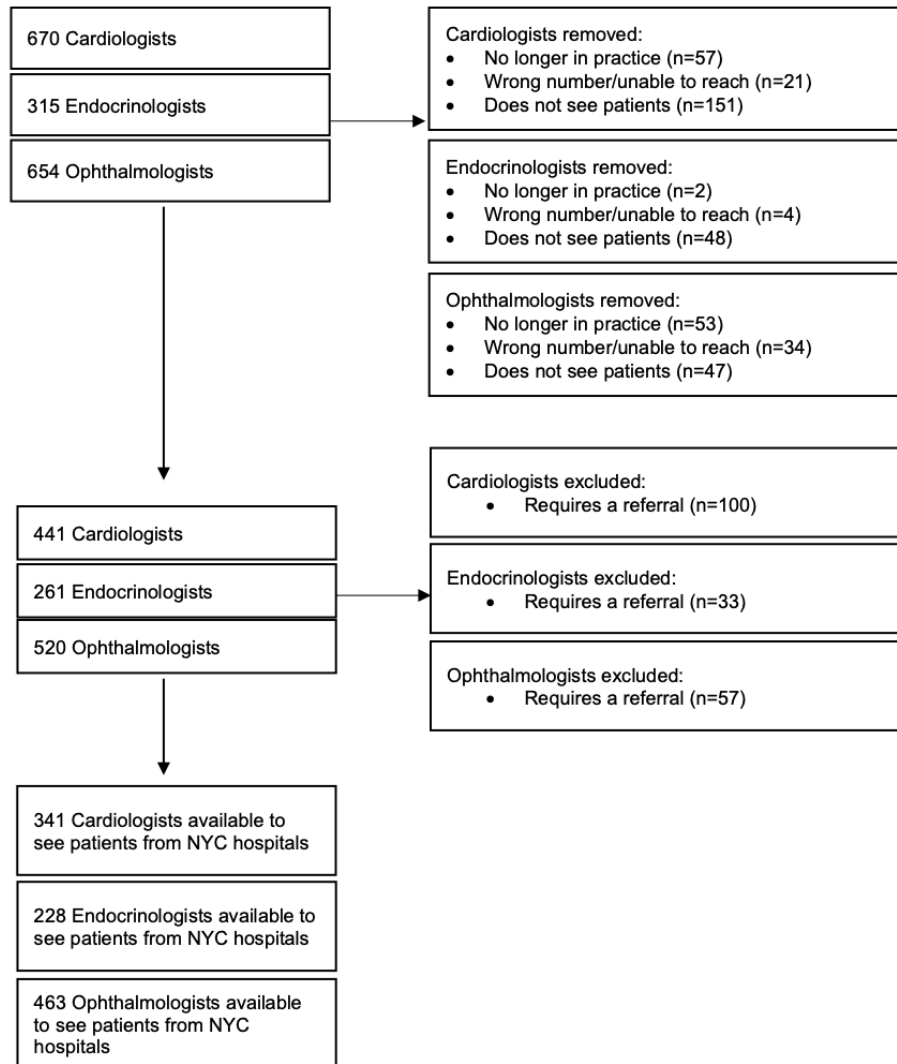 670 Cardiologists
315 Endocrinologists
654 Ophthalmologists
Cardiologists removed:
• No longer in practice (n=57)
• Wrong number/unable to reach (n=21)
• Does not see patients (n=151)
Endocrinologists removed:
• No longer in practice (n=2)
• Wrong number/unable to reach (n=4)
• Does not see patients (n=48)
Ophthalmologists removed:
• No longer in practice (n=53)
• Wrong number/unable to reach (n=34)
• Does not see patients (n=47)
441 Cardiologists
261 Endocrinologists
520 Ophthalmologists
Cardiologists excluded:
• Requires a referral (n=100)
Endocrinologists excluded:
• Requires a referral (n=33)
Ophthalmologists excluded:
• Requires a referral (n=57)
341 Cardiologists available to
see patients from NYC hospitals
228 Endocrinologists available to
see patients from NYC hospitals
463 Ophthalmologists available
to see patients from NYC
hospitals